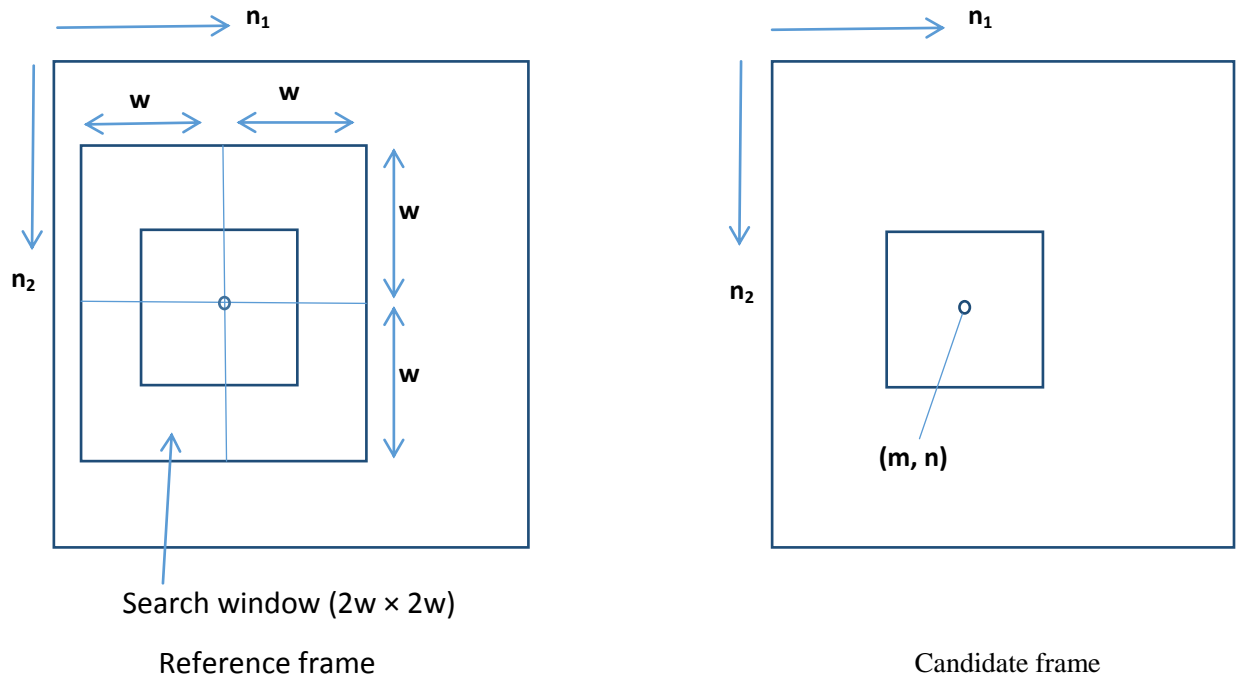 n₁
w
w
w
n₂
w
Search window (2w × 2w)
Reference frame
n₁
n₂
(m, n)
Candidate frame